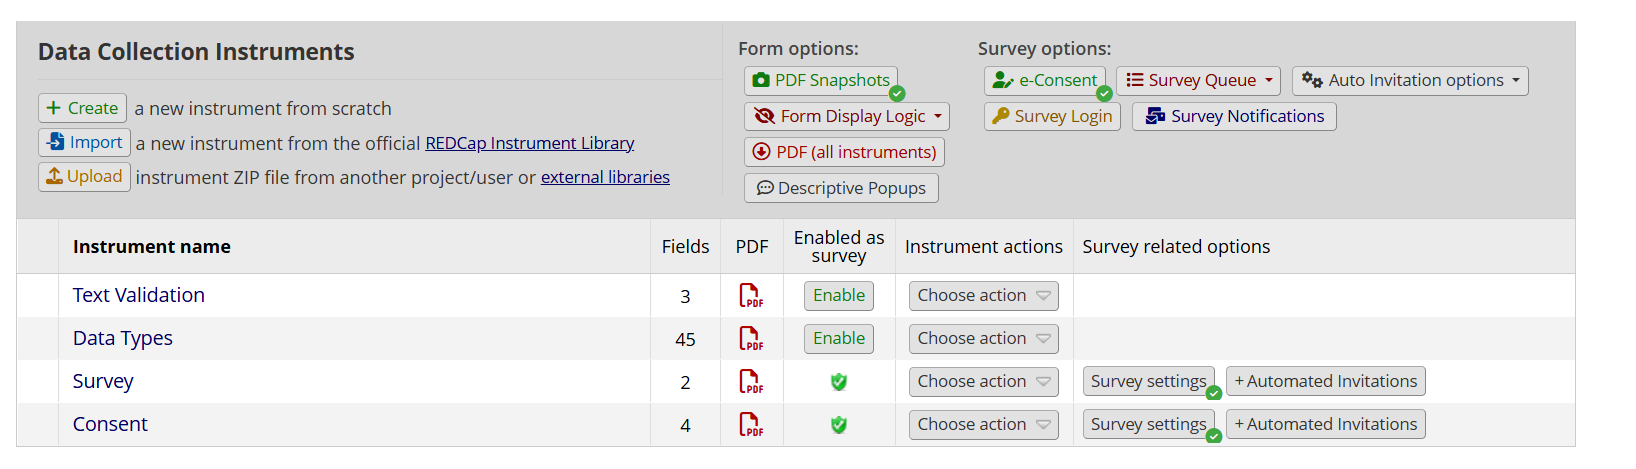 Data Collection Instruments
+ Create a new instrument from scratch
Import a new instrument from the official REDCap Instrument Library
Upload instrument ZIP file from another project/user or external libraries
Form options:
PDF Snapshots
Form Display Logic
PDF (all instruments)
Descriptive Popups
Survey options:
e-Consent Survey Queue Auto Invitation options
Survey Login Survey Notifications
Instrument name Fields PDF Enabled as survey Instrument actions Survey related options
Text Validation 3 PDF Enable Choose action
Data Types 45 PDF Enable Choose action
Survey 2 PDF Choose action Survey settings + Automated Invitations
Consent 4 PDF Choose action Survey settings + Automated Invitations